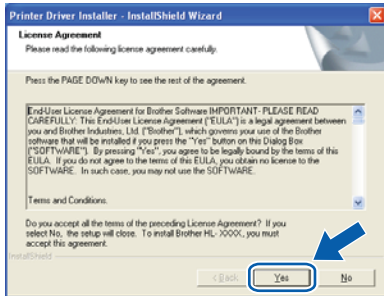 Printer Driver Installer - InstallShield Wizard
License Agreement
Please read the following license agreement carefully.
Press the PAGE DOWN key to see the rest of the agreement.
End-User License Agreement for Brother Software IMPORTANT- PLEASE READ
CAREFULLY: This End-User License Agreement ("EULA") is a legal agreement between
you and Brother Industries, Ltd. ("Brother"), which governs your use of the Brother
software that will be installed if you press the "Yes" button on this Dialog Box
("SOFTWARE"). By pressing "Yes", you agree to be legally bound by the terms of this
EULA. If you do not agree to the terms of this EULA, you obtain no license to the
SOFTWARE. In such case, you may not use the SOFTWARE.
Terms and Conditions.
Do you accept all the terms of the preceding License Agreement? If you
select No, the setup will close. To install Brother HL- XXXX, you must
accept this agreement.
InstallShield
< Back
Yes
No